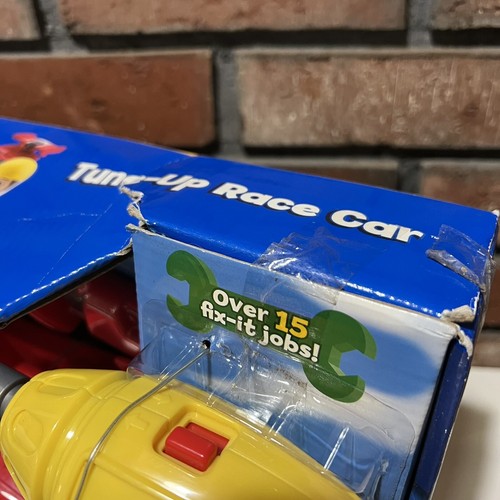 Tune-Up Race Car
Over 15
fix-it jobs!